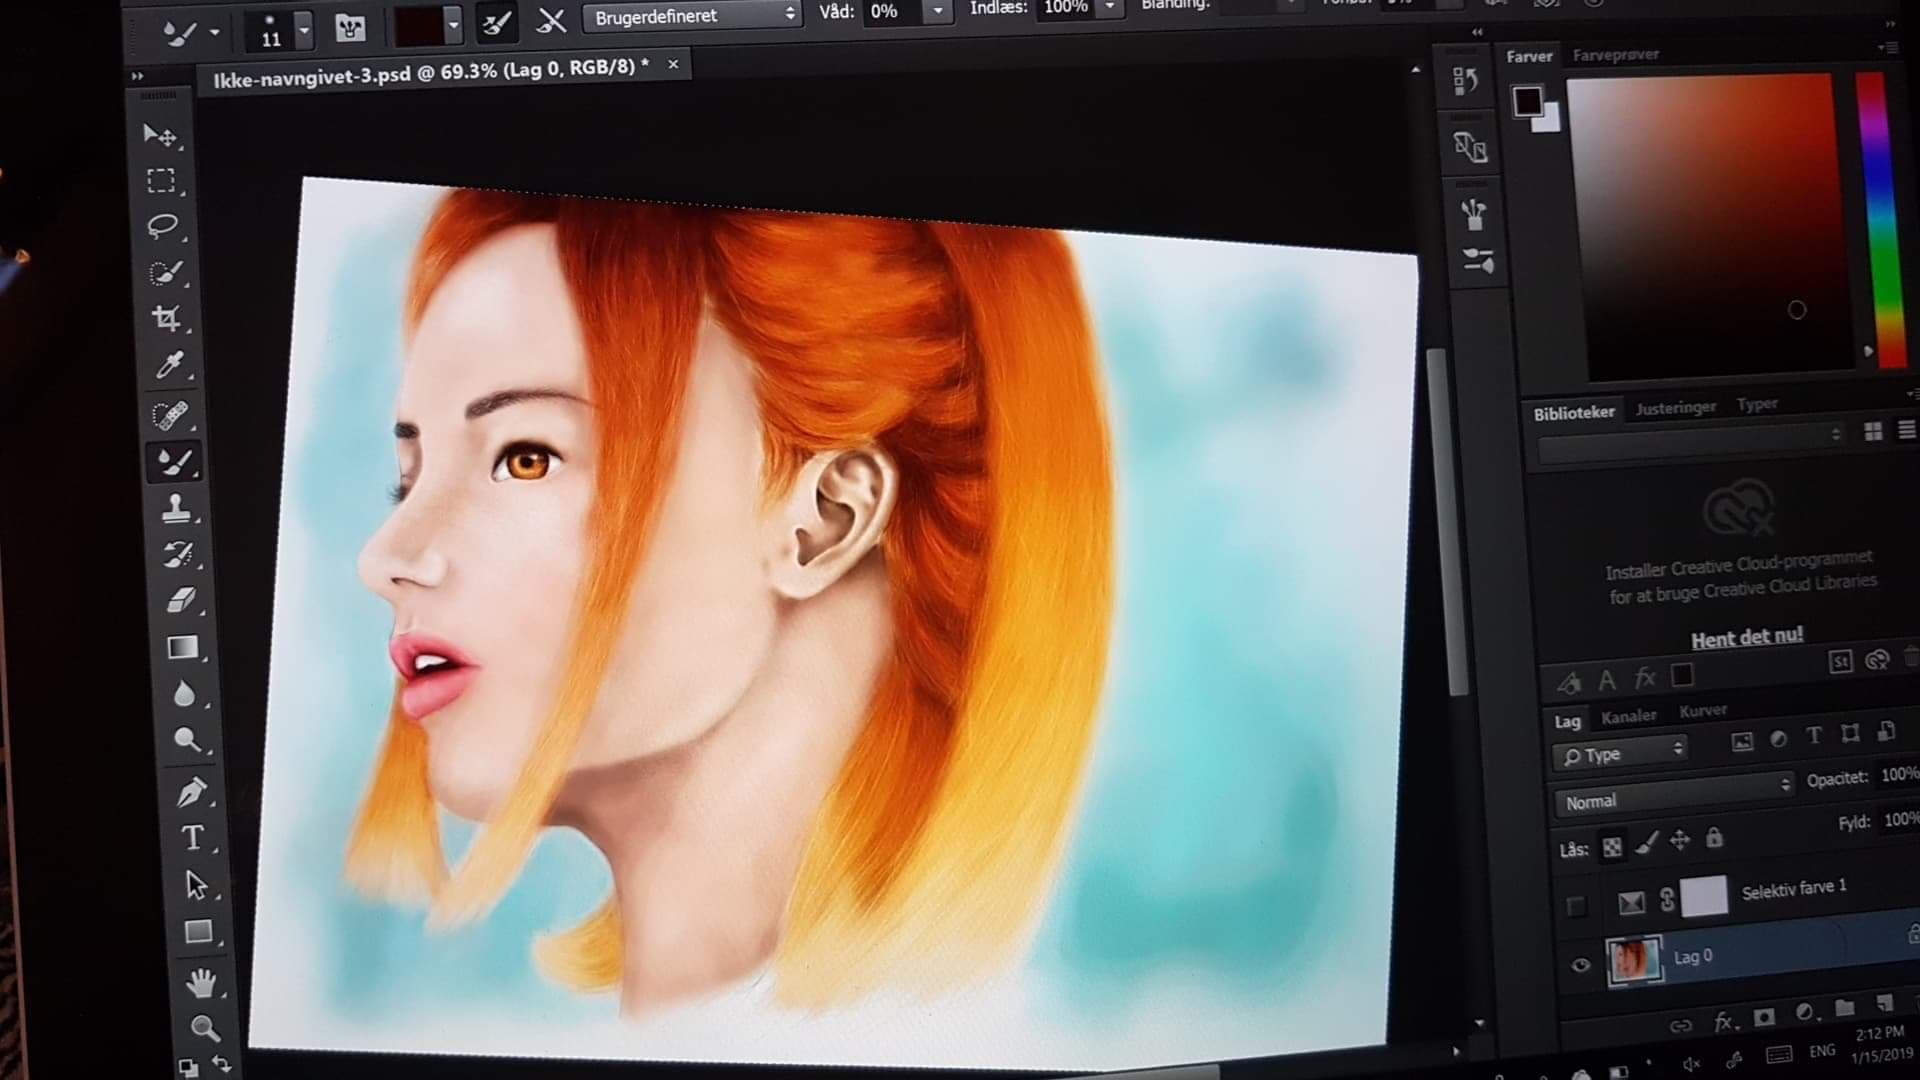 11
Brugerdefineret
Våd: 0%
Indlæs: 100%
Blanding:
Ikke-navngivet-3.psd @ 69.3% (Lag 0, RGB/8) *
Farver
Farveprøver
Biblioteker
Justeringer
Typer
Installer Creative Cloud-programmet
for at bruge Creative Cloud Libraries
Hent det nu!
St
A
fx
Lag
Kanaler
Kurver
Type
T
Normal
Opacitet: 100%
Lås:
Fyld: 100%
Selektiv farve 1
Lag 0
fx
T
ENG
2:12 PM
1/15/2019